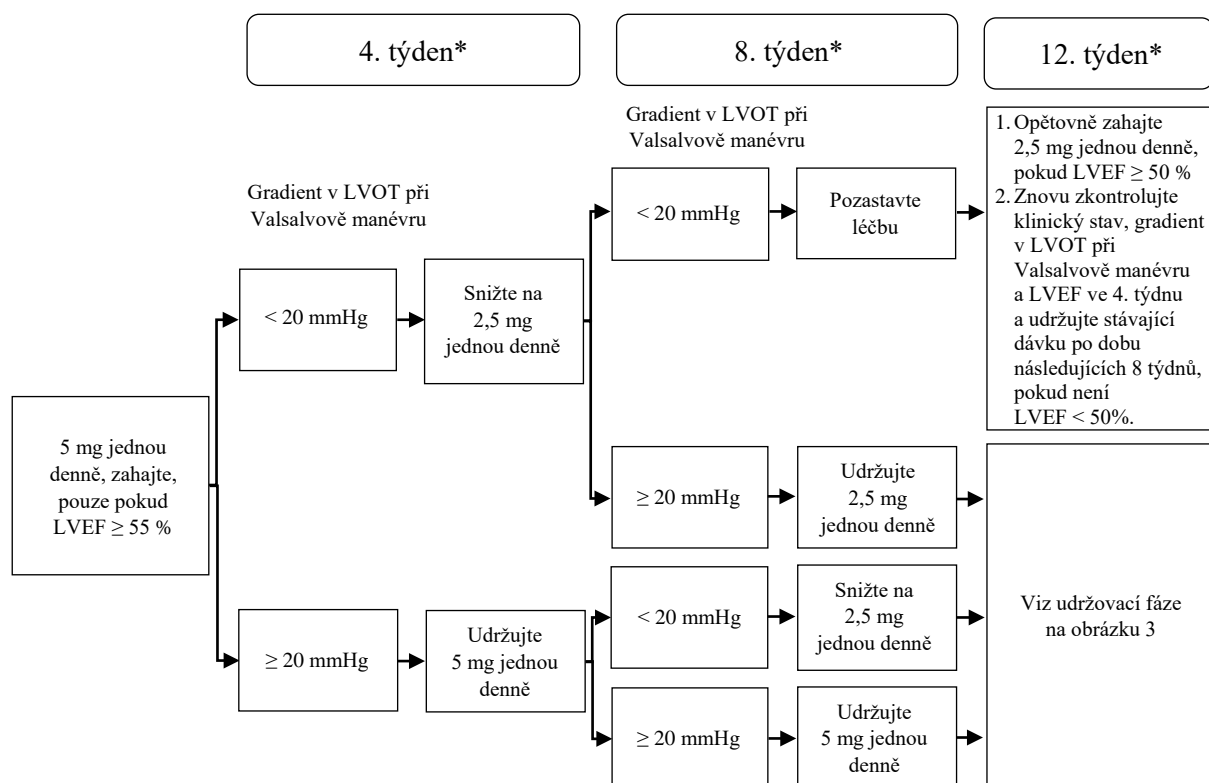 4. týden*
8. týden*
12. týden*
Gradient v LVOT při
Valsalvově manévru
Gradient v LVOT při
Valsalvově manévru
5 mg jednou
denně, zahajte,
pouze pokud
LVEF ≥ 55 %
< 20 mmHg
Snižte na
2,5 mg
jednou denně
≥ 20 mmHg
Udržujte
5 mg jednou
denně
< 20 mmHg
Pozastavte
léčbu
≥ 20 mmHg
Udržujte
2,5 mg
jednou denně
< 20 mmHg
Snižte na
2,5 mg
jednou denně
≥ 20 mmHg
Udržujte
5 mg jednou
denně
1. Opětovně zahajte
2,5 mg jednou denně,
pokud LVEF ≥ 50 %
2. Znovu zkontrolujte
klinický stav, gradient
v LVOT při
Valsalvově manévru
a LVEF ve 4. týdnu
a udržujte stávající
dávku po dobu
následujících 8 týdnů,
pokud není
LVEF < 50%.
Viz udržovací fáze
na obrázku 3